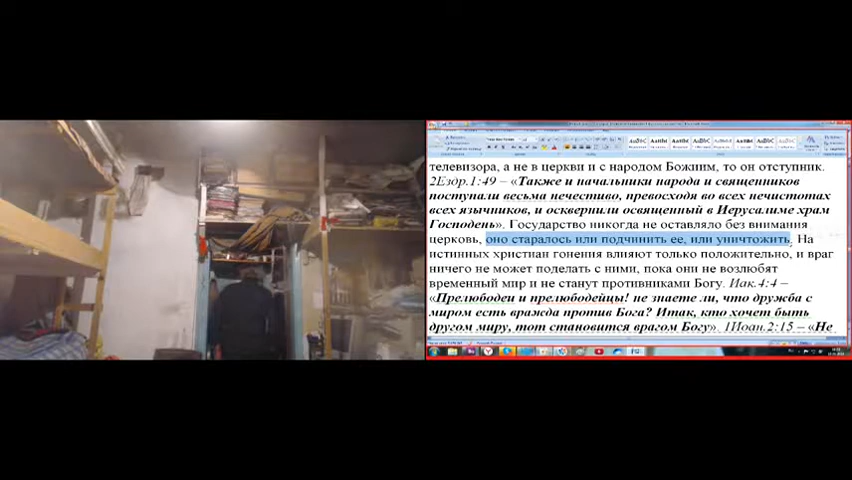 телевизора, а не в церкви и с народом Божиим, то он отступник.
2Ездр.1:49 – «Также и начальники народа и священников
поступали весьма нечестиво, превосходя во всех нечистотах
всех язычников, и осквернили освященный в Иерусалиме храм
Господень». Государство никогда не оставляло без внимания
церковь, оно старалось или подчинить ее, или уничтожить. На
истинных христиан гонения влияют только положительно, и враг
ничего не может поделать с ними, пока они не возлюбят
временный мир и не станут противниками Богу. Иак.4:4 –
«Прелюбодеи и прелюбодейцы! не знаете ли, что дружба с
миром есть вражда против Бога? Итак, кто хочет быть
другом миру, тот становится врагом Богу». 1Иоан.2:15 – «Не